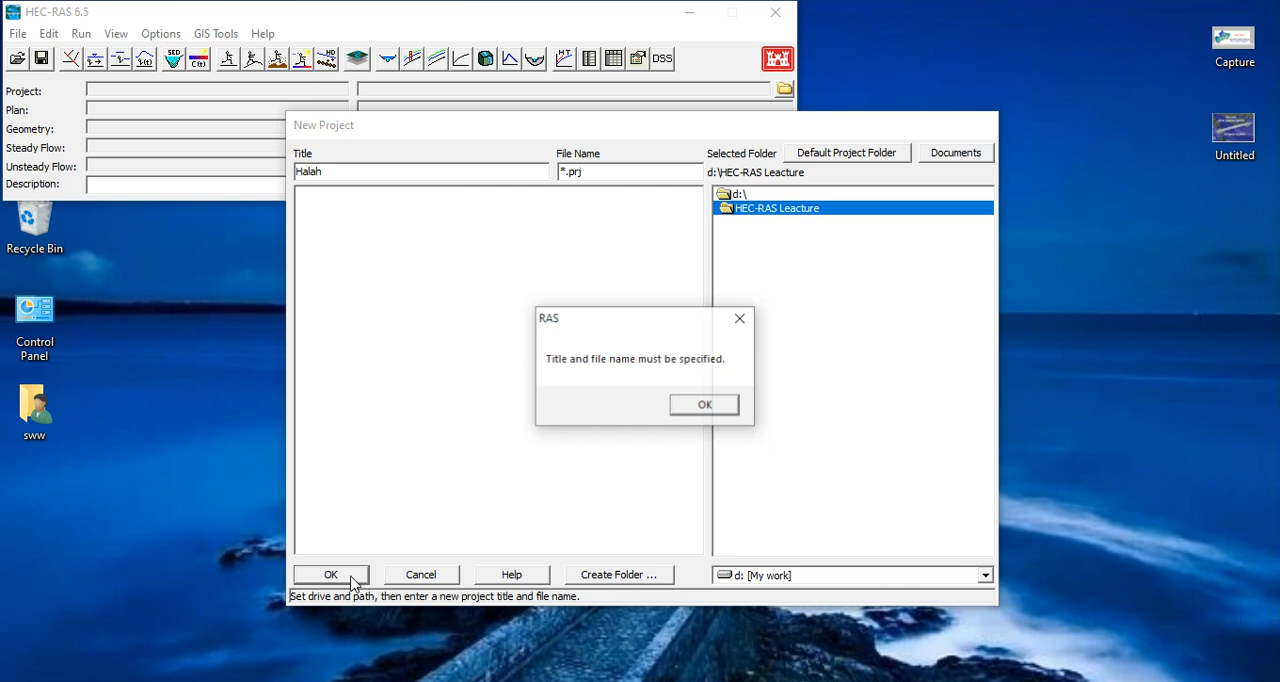 HEC-RAS 6.5
File Edit Run View Options GIS Tools Help
SED C(t) HD H.T. DSS
Project:
Plan:
Geometry:
Steady Flow:
Unsteady Flow:
Description:
New Project
Title File Name Selected Folder Default Project Folder Documents
Halah *.prj d:\HEC-RAS Leacture
d:\
HEC-RAS Leacture
RAS
Title and file name must be specified.
OK
OK Cancel Help Create Folder ... d: [My work]
Set drive and path, then enter a new project title and file name.
Recycle Bin
Control
Panel
sww
Capture
Untitled